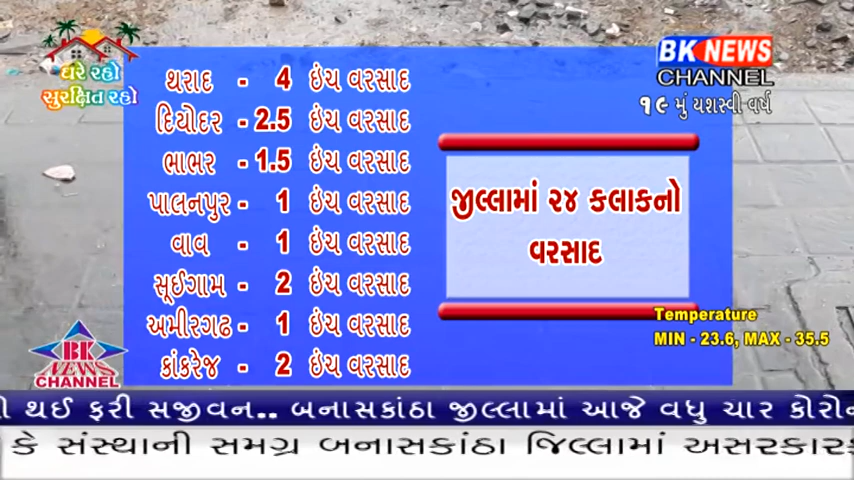 ઘરે રહો
સુરક્ષિત રહો
BK NEWS
CHANNEL
૧૯ મું યશસ્વી વર્ષ
થરાદ - 4 ઇંચ વરસાદ
દિયોદર - 2.5 ઇંચ વરસાદ
ભાભર - 1.5 ઇંચ વરસાદ
પાલનપુર - 1 ઇંચ વરસાદ
વાવ - 1 ઇંચ વરસાદ
સૂઈગામ - 2 ઇંચ વરસાદ
અમીરગઢ - 1 ઇંચ વરસાદ
કાંકરેજ - 2 ઇંચ વરસાદ
જીલ્લામાં ૨૪ કલાકનો
વરસાદ
Temperature
MIN - 23.6, MAX - 35.5
BK
NEWS
CHANNEL
થઈ ફરી સજીવન.. બનાસકાંઠા જીલ્લામાં આજે વધુ ચાર
કે સંસ્થાની સમગ્ર બનાસકાંઠા જિલ્લામાં